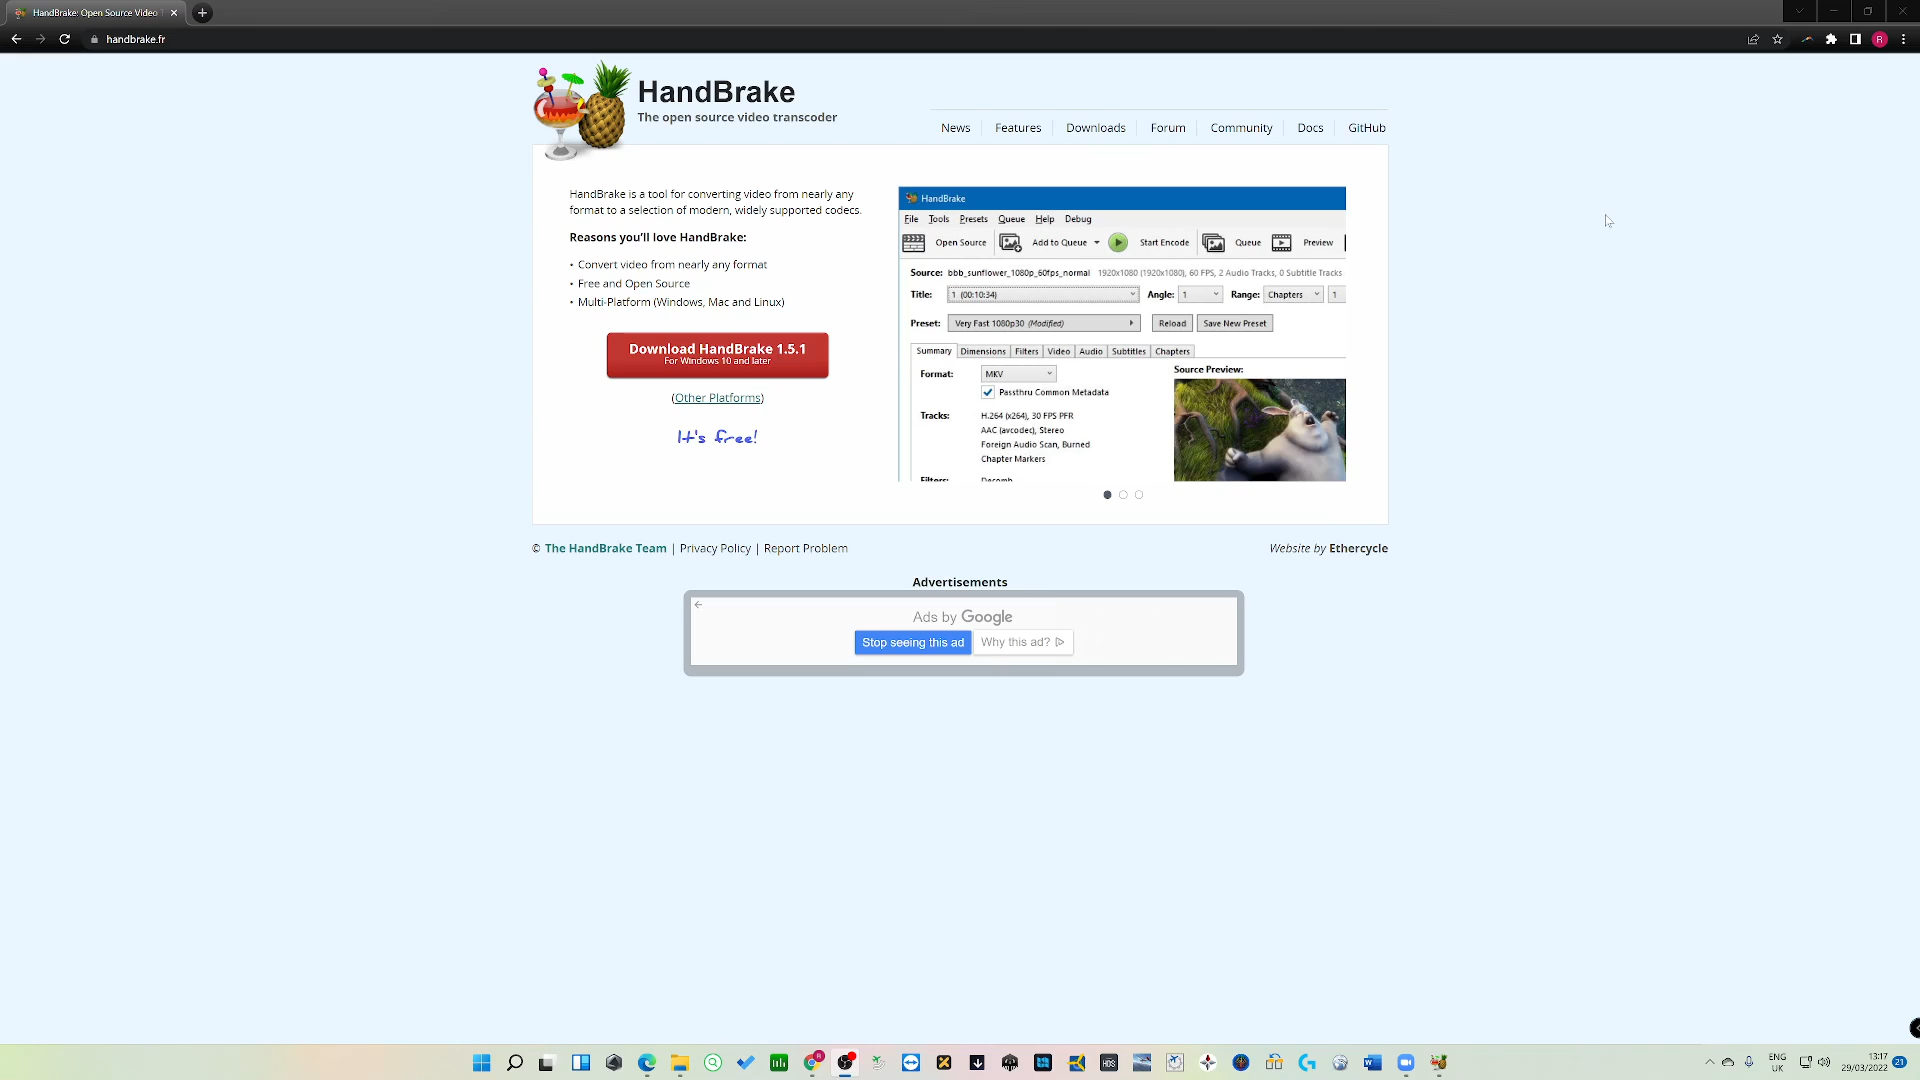 HandBrake: Open Source Video T
handbrake.fr
R
HandBrake
The open source video transcoder
News
Features
Downloads
Forum
Community
Docs
GitHub
HandBrake is a tool for converting video from nearly any
format to a selection of modern, widely supported codecs.
Reasons you’ll love HandBrake:
• Convert video from nearly any format
• Free and Open Source
• Multi-Platform (Windows, Mac and Linux)
Download HandBrake 1.5.1
For Windows 10 and later
(Other Platforms)
It's free!
HandBrake
File Tools Presets Queue Help Debug
Open Source Add to Queue Start Encode Queue Preview
Source: bbb_sunflower_1080p_60fps_normal 1920x1080 (1920x1080), 60 FPS, 2 Audio Tracks, 0 Subtitle Tracks
Title: 1 (00:10:34) Angle: 1 Range: Chapters 1
Preset: Very Fast 1080p30 (Modified) Reload Save New Preset
Summary Dimensions Filters Video Audio Subtitles Chapters
Format: MKV
Source Preview:
Passthru Common Metadata
Tracks: H.264 (x264), 30 FPS PFR
AAC (avcodec), Stereo
Foreign Audio Scan, Burned
Chapter Markers
Filters: Decomb
© The HandBrake Team | Privacy Policy | Report Problem
Website by Ethercycle
Advertisements
Ads by Google
Stop seeing this ad
Why this ad?
R
HDS
W
ENG
UK
13:17
29/03/2022
21